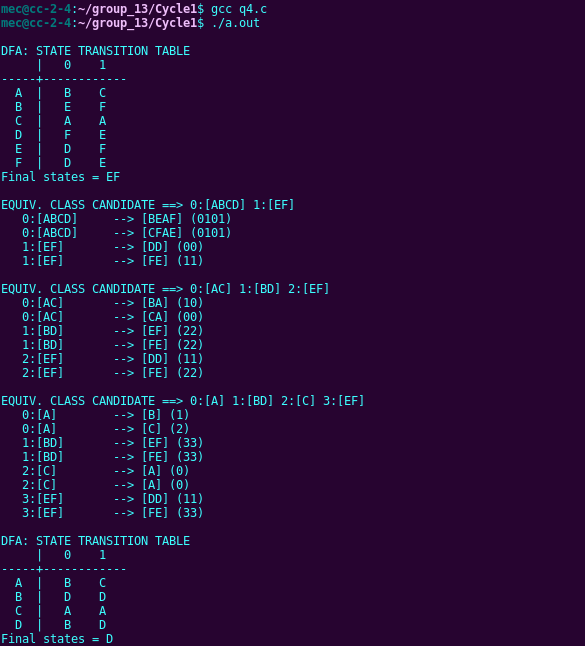 mec@cc-2-4:~/group_13/Cycle1$ gcc q4.c
mec@cc-2-4:~/group_13/Cycle1$ ./a.out

DFA: STATE TRANSITION TABLE
     |   0    1
-----+------------
  A  |   B    C
  B  |   E    F
  C  |   A    A
  D  |   F    E
  E  |   D    F
  F  |   D    E
Final states = EF

EQUIV. CLASS CANDIDATE ==> 0:[ABCD] 1:[EF]
   0:[ABCD]     --> [BEAF] (0101)
   0:[ABCD]     --> [CFAE] (0101)
   1:[EF]       --> [DD] (00)
   1:[EF]       --> [FE] (11)

EQUIV. CLASS CANDIDATE ==> 0:[AC] 1:[BD] 2:[EF]
   0:[AC]       --> [BA] (10)
   0:[AC]       --> [CA] (00)
   1:[BD]       --> [EF] (22)
   1:[BD]       --> [FE] (22)
   2:[EF]       --> [DD] (11)
   2:[EF]       --> [FE] (22)

EQUIV. CLASS CANDIDATE ==> 0:[A] 1:[BD] 2:[C] 3:[EF]
   0:[A]        --> [B] (1)
   0:[A]        --> [C] (2)
   1:[BD]       --> [EF] (33)
   1:[BD]       --> [FE] (33)
   2:[C]        --> [A] (0)
   2:[C]        --> [A] (0)
   3:[EF]       --> [DD] (11)
   3:[EF]       --> [FE] (33)

DFA: STATE TRANSITION TABLE
     |   0    1
-----+------------
  A  |   B    C
  B  |   D    D
  C  |   A    A
  D  |   B    D
Final states = D